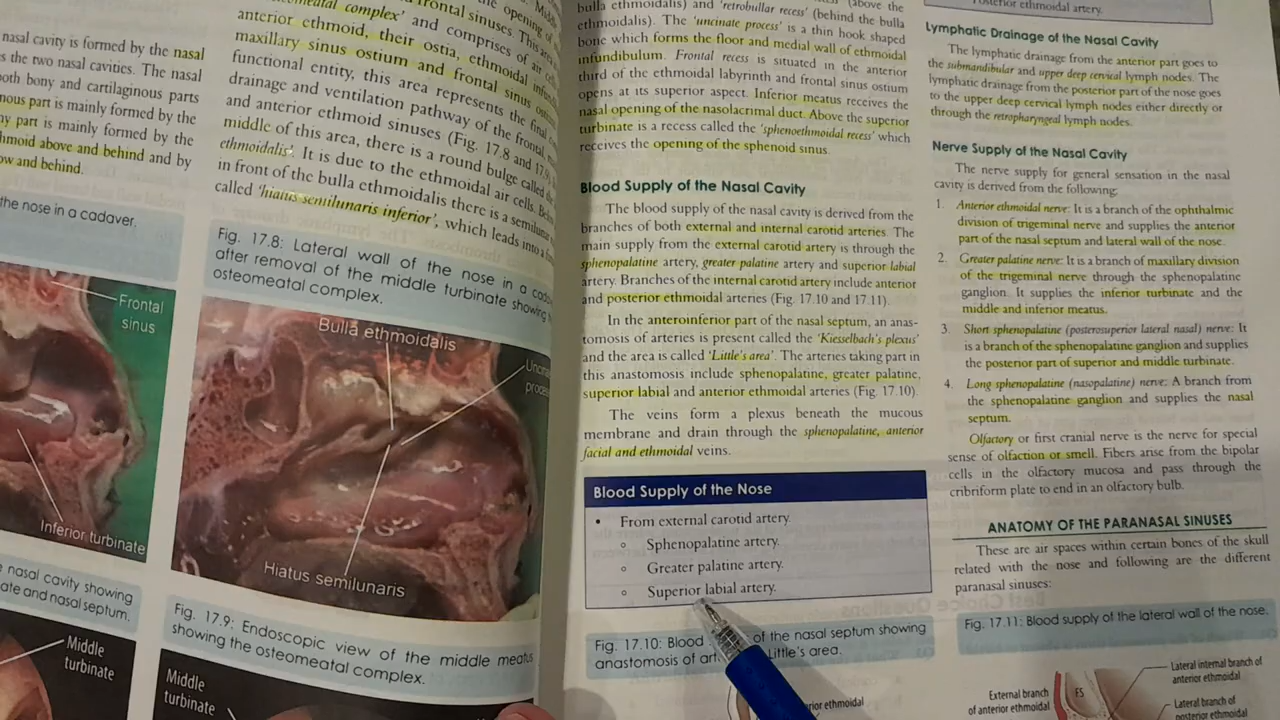 nasal cavity is formed by the nasal
s the two nasal cavities. The nasal
both bony and cartilaginous parts
nous part is mainly formed by the
ny part is mainly formed by the
hmoid above and behind and by
ow and behind.
the nose in a cadaver.
Frontal
sinus
Inferior turbinate
nasal cavity showing
ate and nasal septum.
Middle
turbinate
complex' and comprises of air
anterior ethmoid, their ostia, ethmoidal
maxillary sinus ostium and frontal sinus
functional entity, this area represents the final
drainage and ventilation pathway of the frontal,
and anterior ethmoid sinuses (Fig. 17.8 and
middle of this area, there is a round bulge called
ethmoidalis'. It is due to the ethmoidal air cells.
in front of the bulla ethmoidalis there is a
called 'hiatus semilunaris inferior', which leads into a
Fig. 17.8: Lateral wall of the nose in a
after removal of the middle turbinate showing
osteomeatal complex.
Bulla ethmoidalis
Hiatus semilunaris
Fig. 17.9: Endoscopic view of the middle meatus
showing the osteomeatal complex.
Middle
turbinate
bulla ethmoidalis) and 'retrobullar recess' (behind the bulla
ethmoidalis). The 'uncinate process' is a thin hook shaped
bone which forms the floor and medial wall of ethmoidal
infundibulum. Frontal recess is situated in the anterior
third of the ethmoidal labyrinth and frontal sinus ostium
opens at its superior aspect. Inferior meatus receives the
nasal opening of the nasolacrimal duct. Above the superior
turbinate is a recess called the 'sphenoethmoidal recess' which
receives the opening of the sphenoid sinus.
Blood Supply of the Nasal Cavity
The blood supply of the nasal cavity is derived from the
branches of both external and internal carotid arteries. The
main supply from the external carotid artery is through the
sphenopalatine artery, greater palatine artery and superior labial
artery. Branches of the internal carotid artery include anterior
and posterior ethmoidal arteries (Fig. 17.10 and 17.11).
In the anteroinferior part of the nasal septum, an anas-
tomosis of arteries is present called the 'Kiesselbach's plexus'
and the area is called 'Little's area'. The arteries taking part in
this anastomosis include sphenopalatine, greater palatine,
superior labial and anterior ethmoidal arteries (Fig. 17.10).
The veins form a plexus beneath the mucous
membrane and drain through the sphenopalatine, anterior
facial and ethmoidal veins.
Blood Supply of the Nose
• From external carotid artery.
o Sphenopalatine artery.
o Greater palatine artery.
o Superior labial artery.
Fig. 17.10: Blood of the nasal septum showing
anastomosis of Little's area.
ethmoidal
Posterior ethmoidal artery.
Lymphatic Drainage of the Nasal Cavity
The lymphatic drainage from the anterior part goes to
the submandibular and upper deep cervical lymph nodes. The
lymphatic drainage from the posterior part of the nose goes
to the upper deep cervical lymph nodes either directly or
through the retropharyngeal lymph nodes.
Nerve Supply of the Nasal Cavity
The nerve supply for general sensation in the nasal
cavity is derived from the following:
1. Anterior ethmoidal nerve: It is a branch of the ophthalmic
division of trigeminal nerve and supplies the anterior
part of the nasal septum and lateral wall of the nose.
2. Greater palatine nerve: It is a branch of maxillary division
of the trigeminal nerve through the sphenopalatine
ganglion. It supplies the inferior turbinate and the
middle and inferior meatus.
3. Short sphenopalatine (posterosuperior lateral nasal) nerve: It
is a branch of the sphenopalatine ganglion and supplies
the posterior part of superior and middle turbinate.
4. Long sphenopalatine (nasopalatine) nerve: A branch from
the sphenopalatine ganglion and supplies the nasal
septum.
Olfactory or first cranial nerve is the nerve for special
sense of olfaction or smell. Fibers arise from the bipolar
cells in the olfactory mucosa and pass through the
cribriform plate to end in an olfactory bulb.
ANATOMY OF THE PARANASAL SINUSES
These are air spaces within certain bones of the skull
related with the nose and following are the different
paranasal sinuses:
Fig. 17.11: Blood supply of the lateral wall of the nose.
External branch
of anterior ethmoidal
FS
Lateral internal branch of
anterior ethmoidal
Lateral branch of
posterior ethmoidal